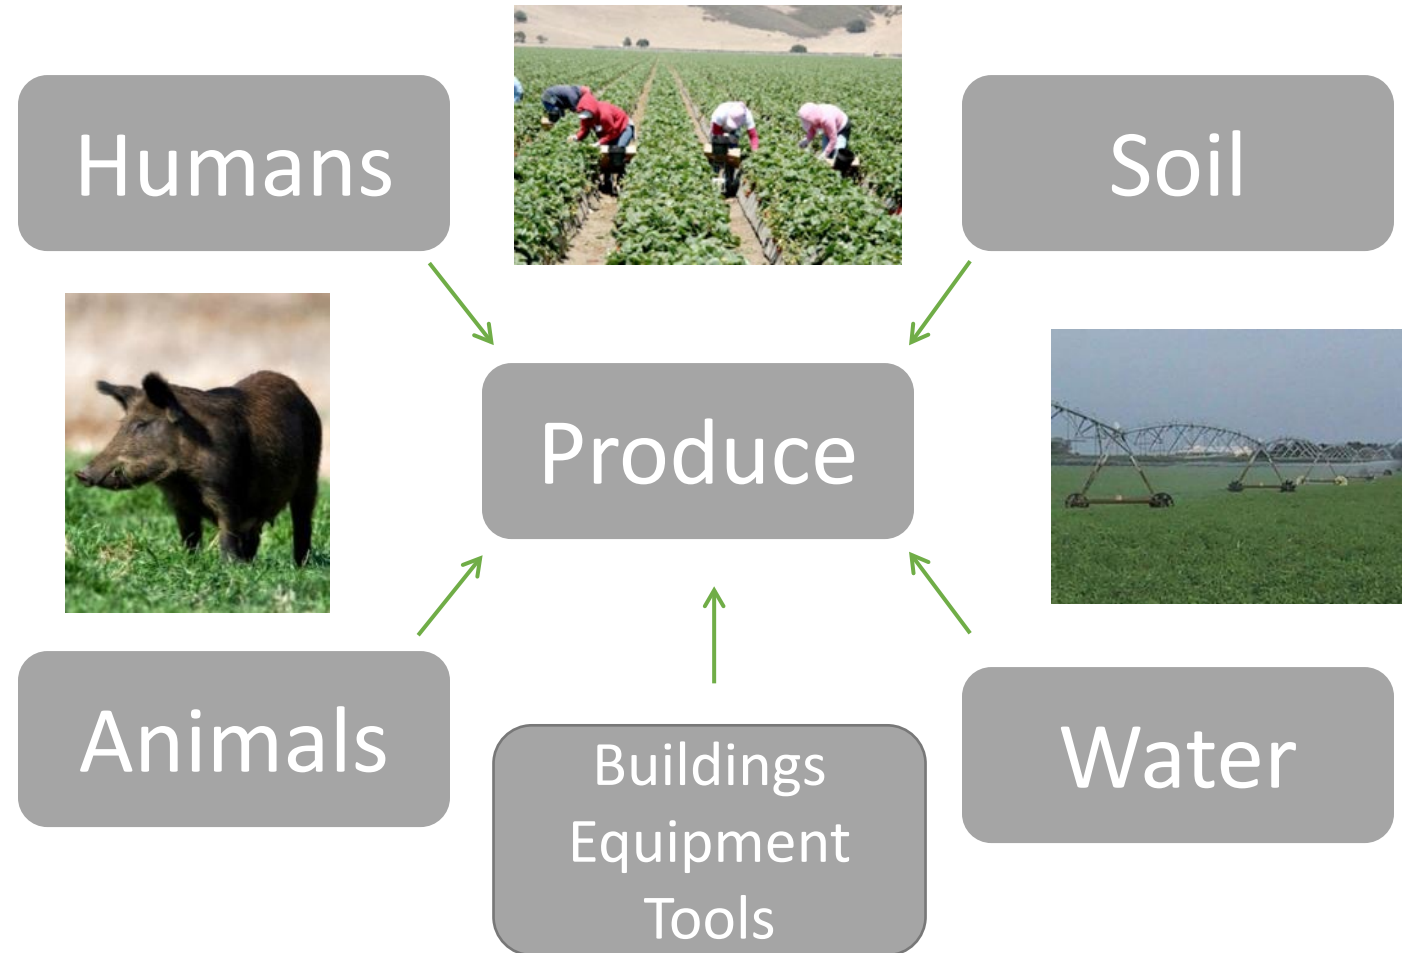 Humans
Soil
Produce
Animals
Water
Buildings
Equipment
Tools